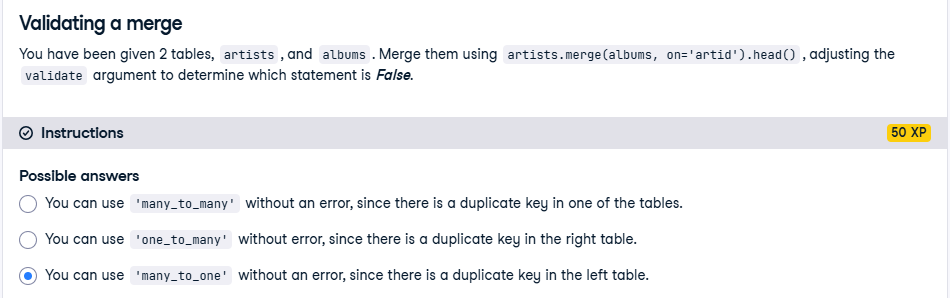 Validating a merge
You have been given 2 tables, artists , and albums . Merge them using artists.merge(albums, on='artid').head() , adjusting the
validate argument to determine which statement is False.
Instructions
50 XP
Possible answers
You can use 'many_to_many' without an error, since there is a duplicate key in one of the tables.
You can use 'one_to_many' without error, since there is a duplicate key in the right table.
You can use 'many_to_one' without an error, since there is a duplicate key in the left table.